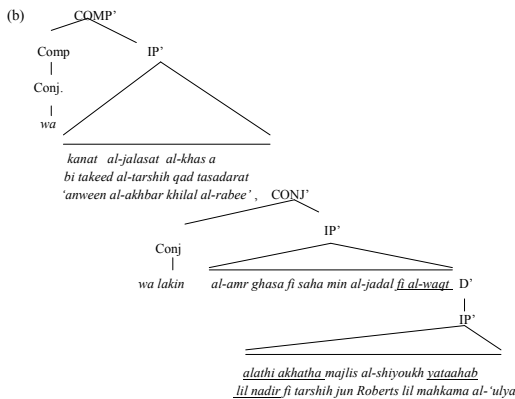 (b)
COMP’
Comp IP’
Conj.
wa
kanat al-jalasat al-khas a
bi takeed al-tarshih qad tasadarat
‘anween al-akhbar khilal al-rabee’ , CONJ’
IP’
Conj
wa lakin al-amr ghasa fi saha min al-jadal fi al-waqt D’
IP’
alathi akhatha majlis al-shiyoukh yataahab
lil nadir fi tarshih jun Roberts lil mahkama al-‘ulya